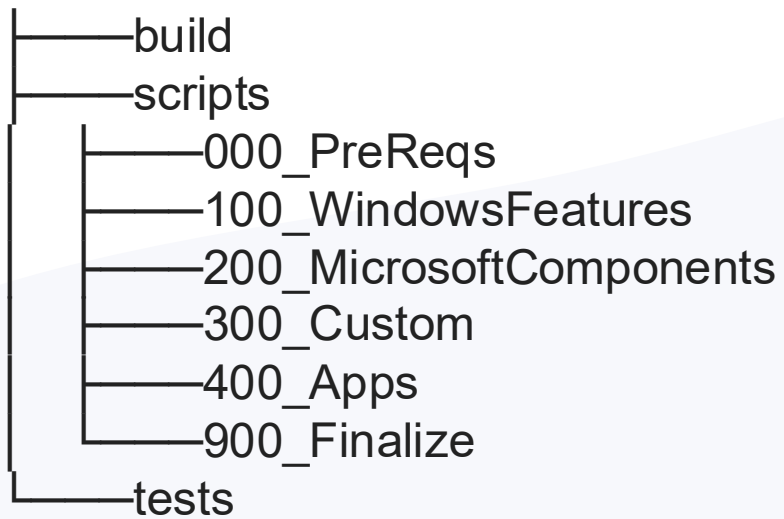 build
scripts
000_PreReqs
100_WindowsFeatures
200_MicrosoftComponents
300_Custom
400_Apps
900_Finalize
tests